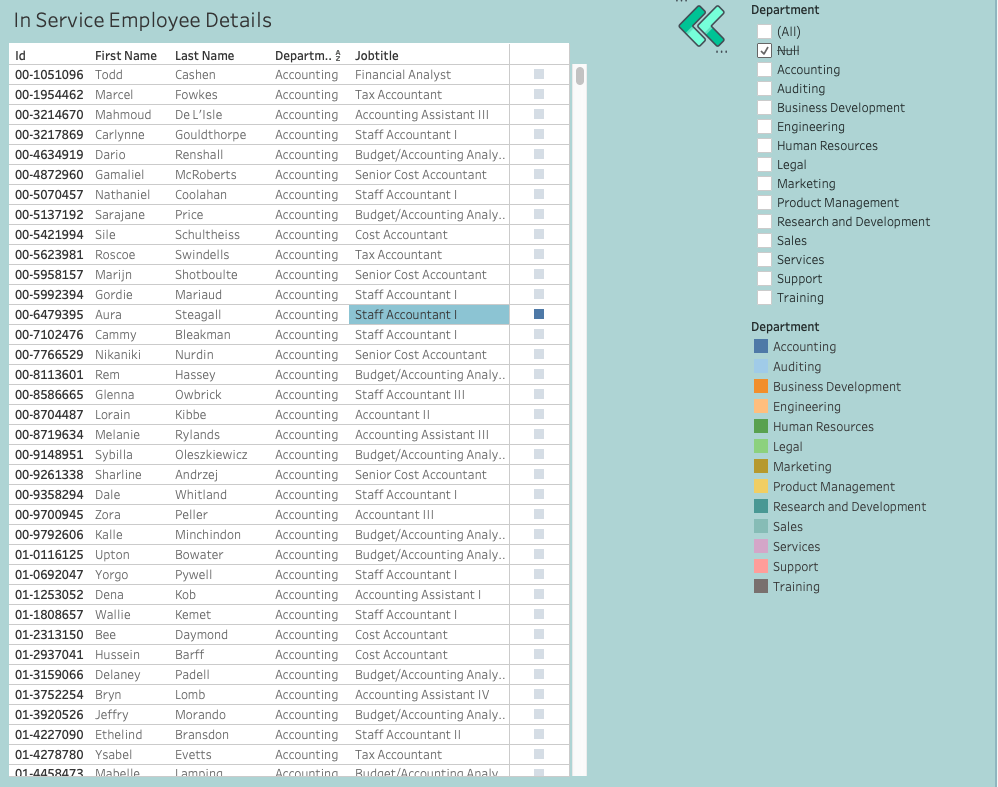 In Service Employee Details
Id First Name Last Name Departm.. Jobtitle
00-1051096 Todd Cashen Accounting Financial Analyst
00-1954462 Marcel Fowkes Accounting Tax Accountant
00-3214670 Mahmoud De L'Isle Accounting Accounting Assistant III
00-3217869 Carlynne Gouldthorpe Accounting Staff Accountant I
00-4634919 Dario Renshall Accounting Budget/Accounting Analy..
00-4872960 Gamaliel McRoberts Accounting Senior Cost Accountant
00-5070457 Nathaniel Coolahan Accounting Staff Accountant I
00-5137192 Sarajane Price Accounting Budget/Accounting Analy..
00-5421994 Sile Schultheiss Accounting Cost Accountant
00-5623981 Roscoe Swindells Accounting Tax Accountant
00-5958157 Marijn Shotboulte Accounting Senior Cost Accountant
00-5992394 Gordie Mariaud Accounting Staff Accountant I
00-6479395 Aura Steagall Accounting Staff Accountant I
00-7102476 Cammy Bleakman Accounting Staff Accountant I
00-7766529 Nikaniki Nurdin Accounting Senior Cost Accountant
00-8113601 Rem Hassey Accounting Budget/Accounting Analy..
00-8586665 Glenna Owbrick Accounting Staff Accountant III
00-8704487 Lorain Kibbe Accounting Accountant II
00-8719634 Melanie Rylands Accounting Accounting Assistant III
00-9148951 Sybilla Oleszkiewicz Accounting Budget/Accounting Analy..
00-9261338 Sharline Andrzej Accounting Senior Cost Accountant
00-9358294 Dale Whitland Accounting Staff Accountant I
00-9700945 Zora Peller Accounting Accountant III
00-9792606 Kalle Minchindon Accounting Budget/Accounting Analy..
01-0116125 Upton Bowater Accounting Budget/Accounting Analy..
01-0692047 Yorgo Pywell Accounting Staff Accountant I
01-1253052 Dena Kob Accounting Accounting Assistant I
01-1808657 Wallie Kemet Accounting Staff Accountant I
01-2313150 Bee Daymond Accounting Cost Accountant
01-2937041 Hussein Barff Accounting Cost Accountant
01-3159066 Delaney Padell Accounting Budget/Accounting Analy..
01-3752254 Bryn Lomb Accounting Accounting Assistant IV
01-3920526 Jeffry Morando Accounting Budget/Accounting Analy..
01-4227090 Ethelind Bransdon Accounting Staff Accountant II
01-4278780 Ysabel Evetts Accounting Tax Accountant
01-4458473 Mabelle Lamping Accounting Budget/Accounting Analy
Department
(All)
Null
Accounting
Auditing
Business Development
Engineering
Human Resources
Legal
Marketing
Product Management
Research and Development
Sales
Services
Support
Training
Department
Accounting
Auditing
Business Development
Engineering
Human Resources
Legal
Marketing
Product Management
Research and Development
Sales
Services
Support
Training